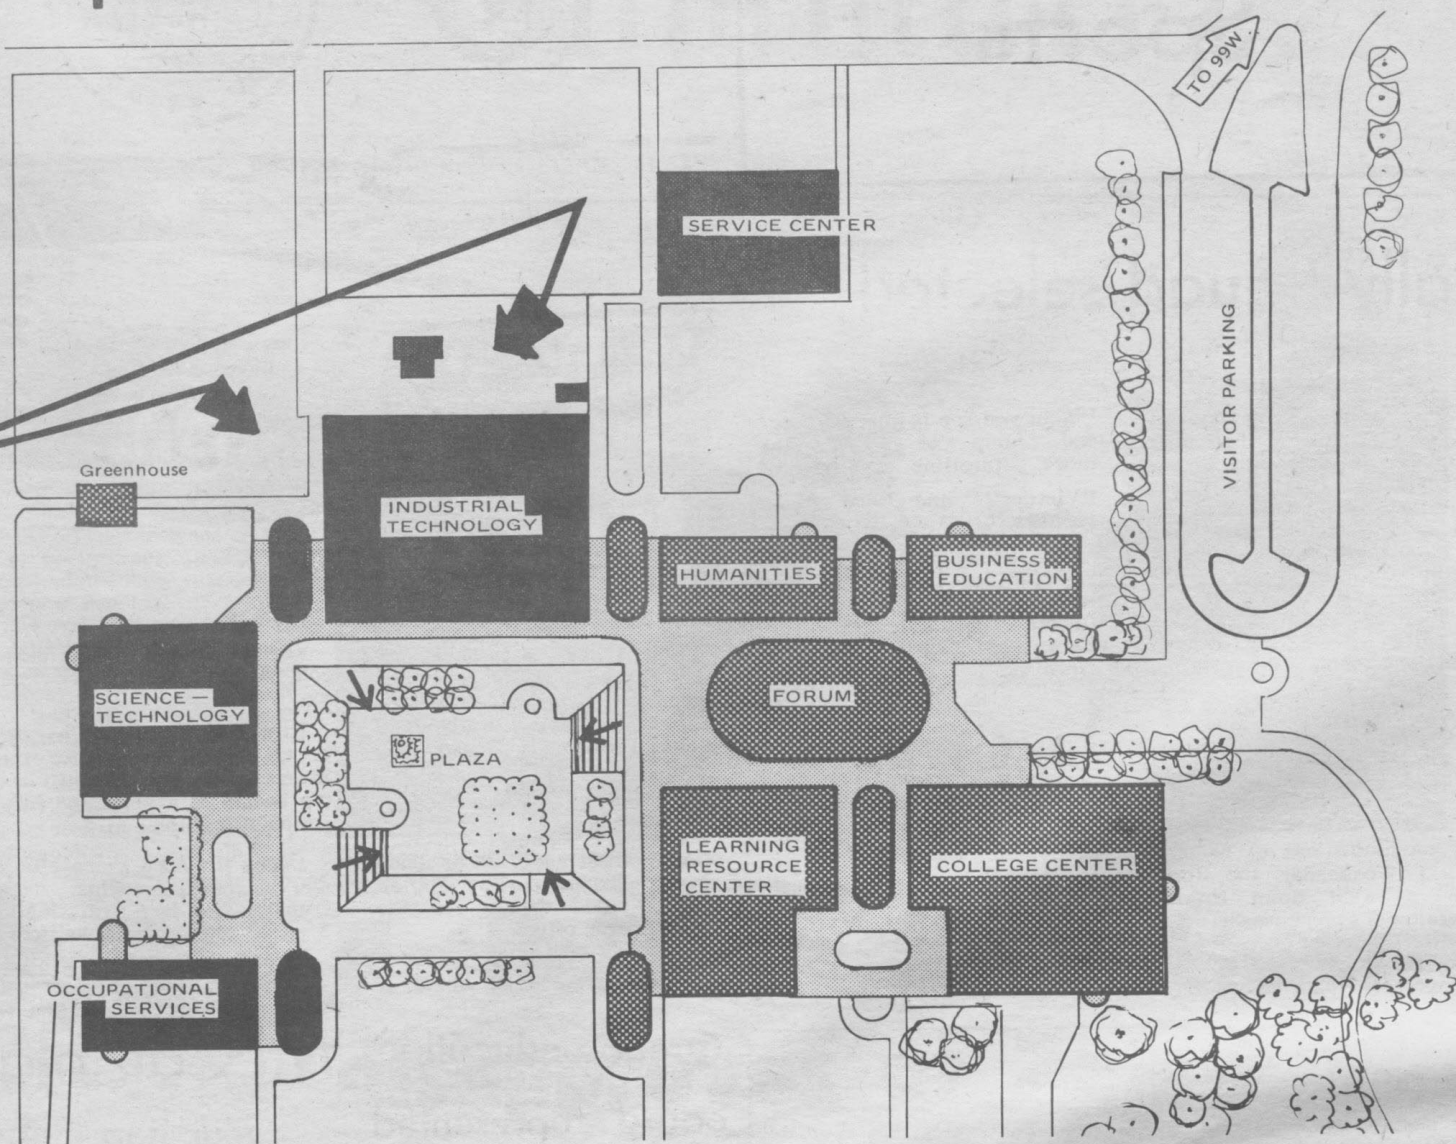 TO 99W
SERVICE CENTER
VISITOR PARKING
Greenhouse
INDUSTRIAL
TECHNOLOGY
HUMANITIES
BUSINESS
EDUCATION
SCIENCE —
TECHNOLOGY
FORUM
PLAZA
LEARNING
RESOURCE
CENTER
COLLEGE CENTER
OCCUPATIONAL
SERVICES